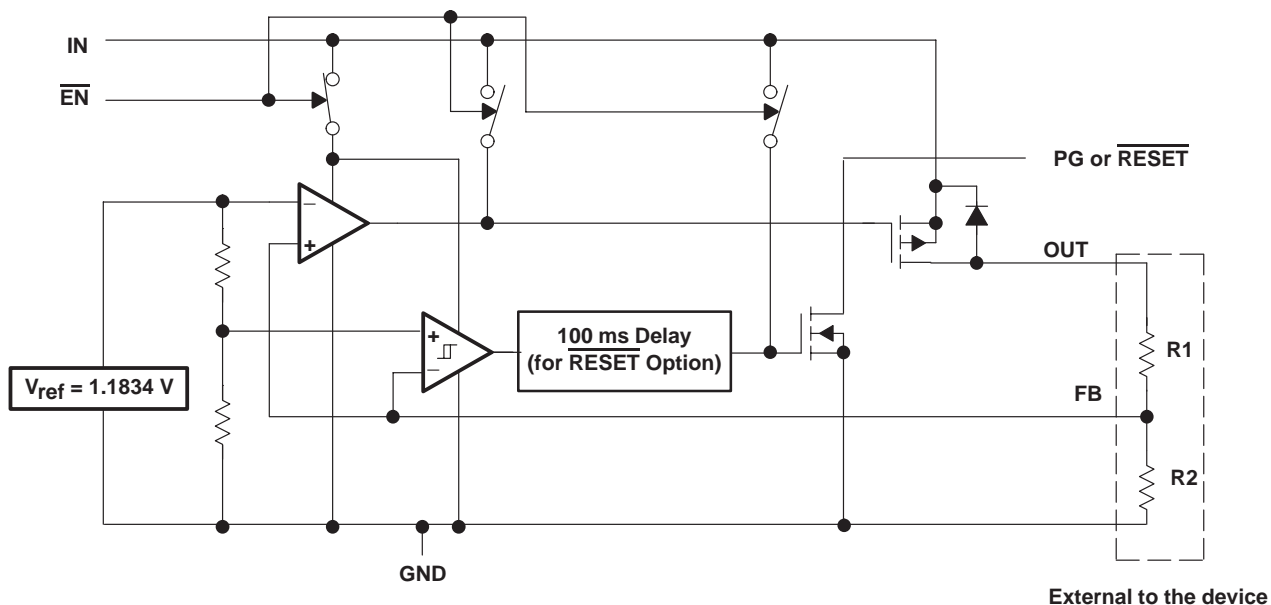 IN
EN
PG or RESET
OUT
100 ms Delay
(for RESET Option)
R1
Vref = 1.1834 V
FB
R2
GND
External to the device